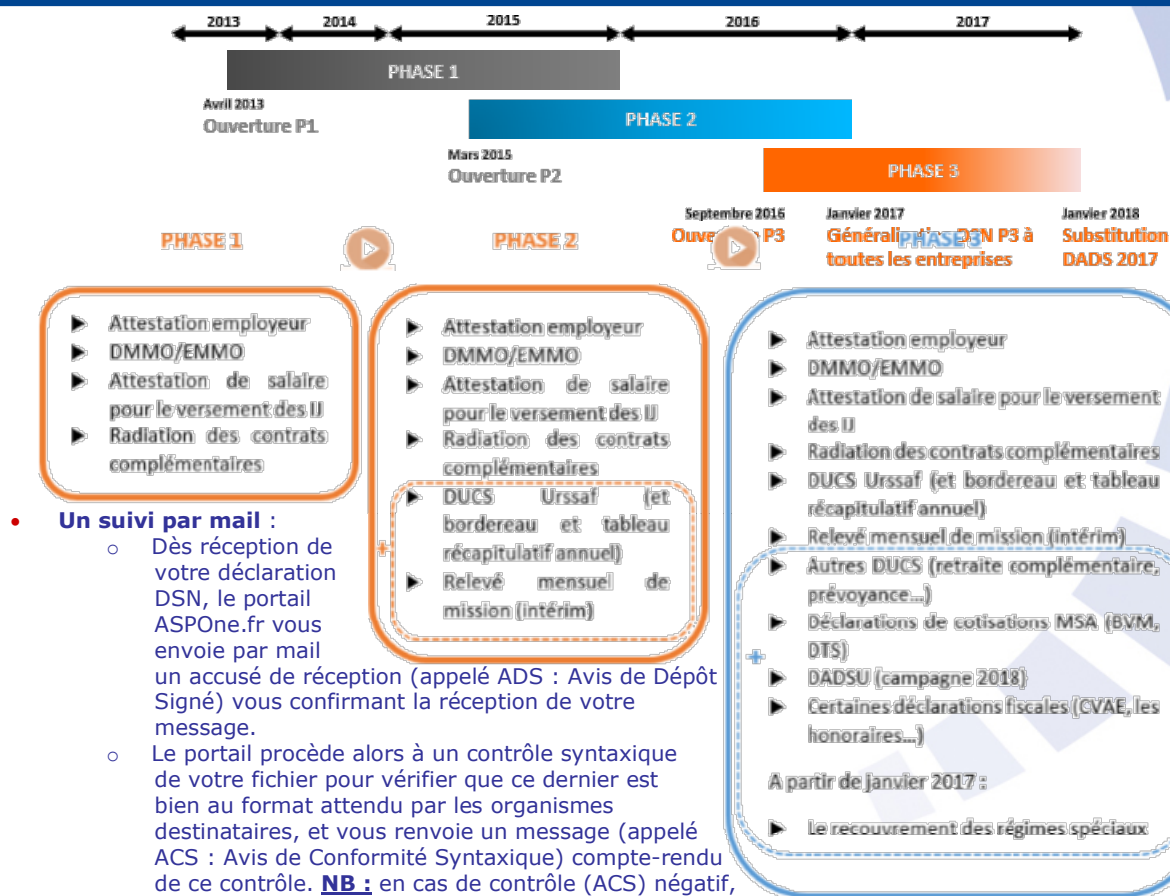 2013 2014 2015 2016 2017
PHASE 1
Avril 2013
Ouverture P1
PHASE 2
Mars 2015
Ouverture P2
PHASE 3
Septembre 2016
P3
Janvier 2017
DSN P3 à
toutes les entreprises
Janvier 2018
Substitution
DADS 2017
PHASE 1
PHASE 2
PHASE 3
Attestation employeur
DMMO/EMMO
Attestation de salaire
pour le versement des IJ
Radiation des contrats
complémentaires
Attestation employeur
DMMO/EMMO
Attestation de salaire
pour le versement des IJ
Radiation des contrats
complémentaires
DUCS Urssaf (et
bordereau et tableau
récapitulatif annuel)
Relevé mensuel de
mission (intérim)
+
Attestation employeur
DMMO/EMMO
Attestation de salaire pour le versement
des IJ
Radiation des contrats complémentaires
DUCS Urssaf (et bordereau et tableau
récapitulatif annuel)
Relevé mensuel de mission (intérim)
Autres DUCS (retraite complémentaire,
prévoyance...)
Déclarations de cotisations MSA (BVM,
DTS)
+
DADSU (campagne 2018)
Certaines déclarations fiscales (CVAE, les
honoraires...)
A partir de janvier 2017 :
Le recouvrement des régimes spéciaux
• Un suivi par mail :
o Dès réception de
votre déclaration
DSN, le portail
ASPOne.fr vous
envoie par mail
un accusé de réception (appelé ADS : Avis de Dépôt
Signé) vous confirmant la réception de votre
message.
o Le portail procède alors à un contrôle syntaxique
de votre fichier pour vérifier que ce dernier est
bien au format attendu par les organismes
destinataires, et vous renvoie un message (appelé
ACS : Avis de Conformité Syntaxique) compte-rendu
de ce contrôle. NB : en cas de contrôle (ACS) négatif,